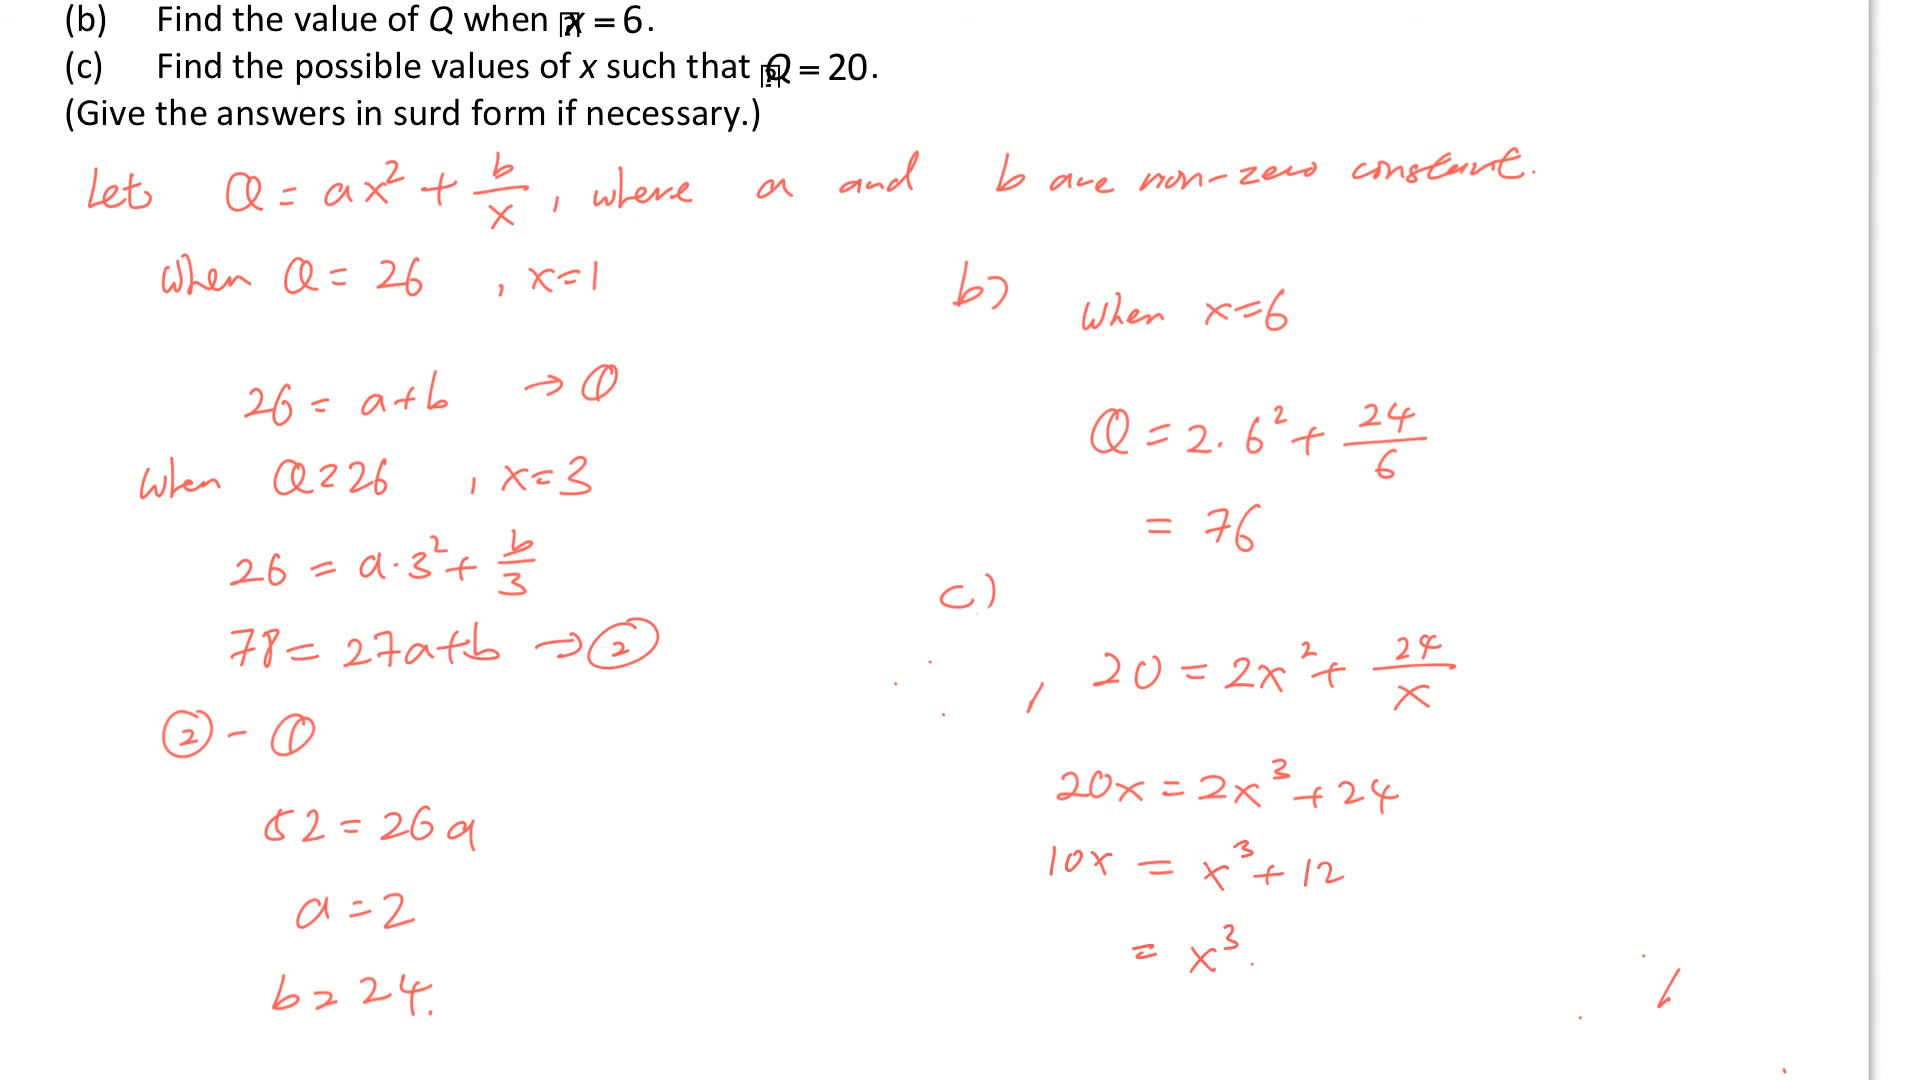 (b) Find the value of Q when x = 6.
(c) Find the possible values of x such that Q = 20.
(Give the answers in surd form if necessary.)
Let Q = ax² + b/x, where a and b are non-zero constant.
When Q = 26, x=1
26 = a+b → ①
When Q=26, x=3
26 = a·3² + b/3
78 = 27a+b → ②
② - ①
52 = 26a
a = 2
b = 24.
b)
When x=6
Q = 2·6² + 24/6
= 76
c)
20 = 2x² + 24/x
20x = 2x³ + 24
10x = x³ + 12
= x³.